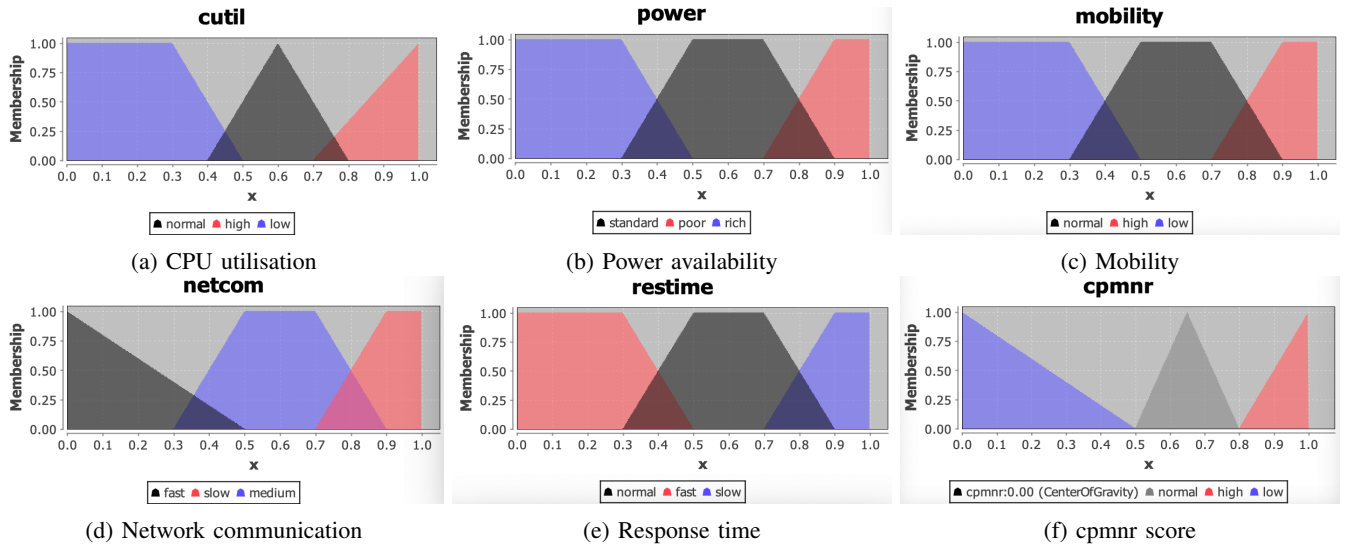 cutil
Membership
1.00
0.75
0.50
0.25
0.00
0.0 0.1 0.2 0.3 0.4 0.5 0.6 0.7 0.8 0.9 1.0
x
normal high low
(a) CPU utilisation
power
Membership
1.00
0.75
0.50
0.25
0.00
0.0 0.1 0.2 0.3 0.4 0.5 0.6 0.7 0.8 0.9 1.0
x
standard poor rich
(b) Power availability
mobility
Membership
1.00
0.75
0.50
0.25
0.00
0.0 0.1 0.2 0.3 0.4 0.5 0.6 0.7 0.8 0.9 1.0
x
normal high low
(c) Mobility
netcom
Membership
1.00
0.75
0.50
0.25
0.00
0.0 0.1 0.2 0.3 0.4 0.5 0.6 0.7 0.8 0.9 1.0
x
fast slow medium
(d) Network communication
restime
Membership
1.00
0.75
0.50
0.25
0.00
0.0 0.1 0.2 0.3 0.4 0.5 0.6 0.7 0.8 0.9 1.0
x
normal fast slow
(e) Response time
cpmnr
Membership
1.00
0.75
0.50
0.25
0.00
0.0 0.1 0.2 0.3 0.4 0.5 0.6 0.7 0.8 0.9 1.0
x
cpmnr:0.00 (CenterOfGravity) normal high low
(f) cpmnr score